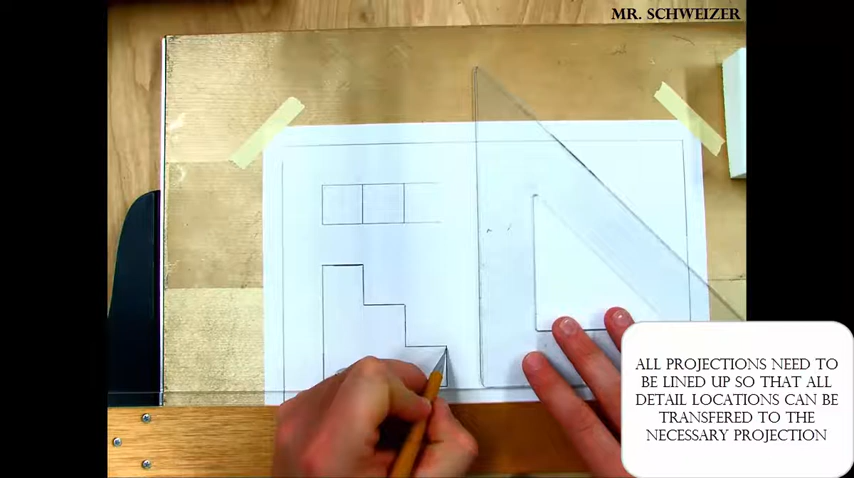 MR. SCHWEIZER
ALL PROJECTIONS NEED TO
BE LINED UP SO THAT ALL
DETAIL LOCATIONS CAN BE
TRANSFERED TO THE
NECESSARY PROJECTION